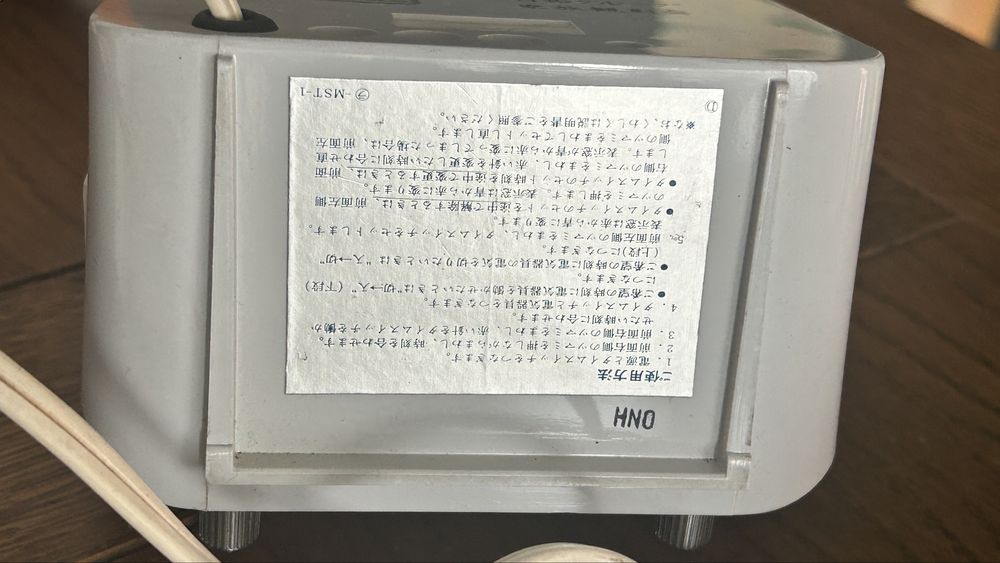 ONH
ご使用方法
1. 電源とタイムスイッチをつなぎます。
2. 前面右側のツマミを押しながらまわし、時刻を合わせます。
3. 前面右側のツマミをまわし、赤い針をタイムスイッチを働か
せたい時刻に合わせます。
4. タイムスイッチと電気器具をつなぎます。
●ご希望の時刻に電気器具を働かせたいときは“切→入”(下段)
につなぎます。
●ご希望の時刻に電気器具の電気を切りたいときは“入→切”
(上段)につなぎます。
5. 前面左側のツマミをまわし、タイムスイッチをセットします。
表示窓は赤から青に変ります。
●タイムスイッチのセットを途中で解除するときは、前面左側
のツマミを押します。表示窓は青から赤に変ります。
●タイムスイッチのセット時刻を途中で変更するときは、前面
右側のツマミをまわし、赤い針を変更したい時刻に合わせ直
します。表示窓が青から赤に変ってしまった場合は、前面左
側のツマミをまわしてセットし直します。
※なお、くわしくは説明書をご参照ください。
① MST-1